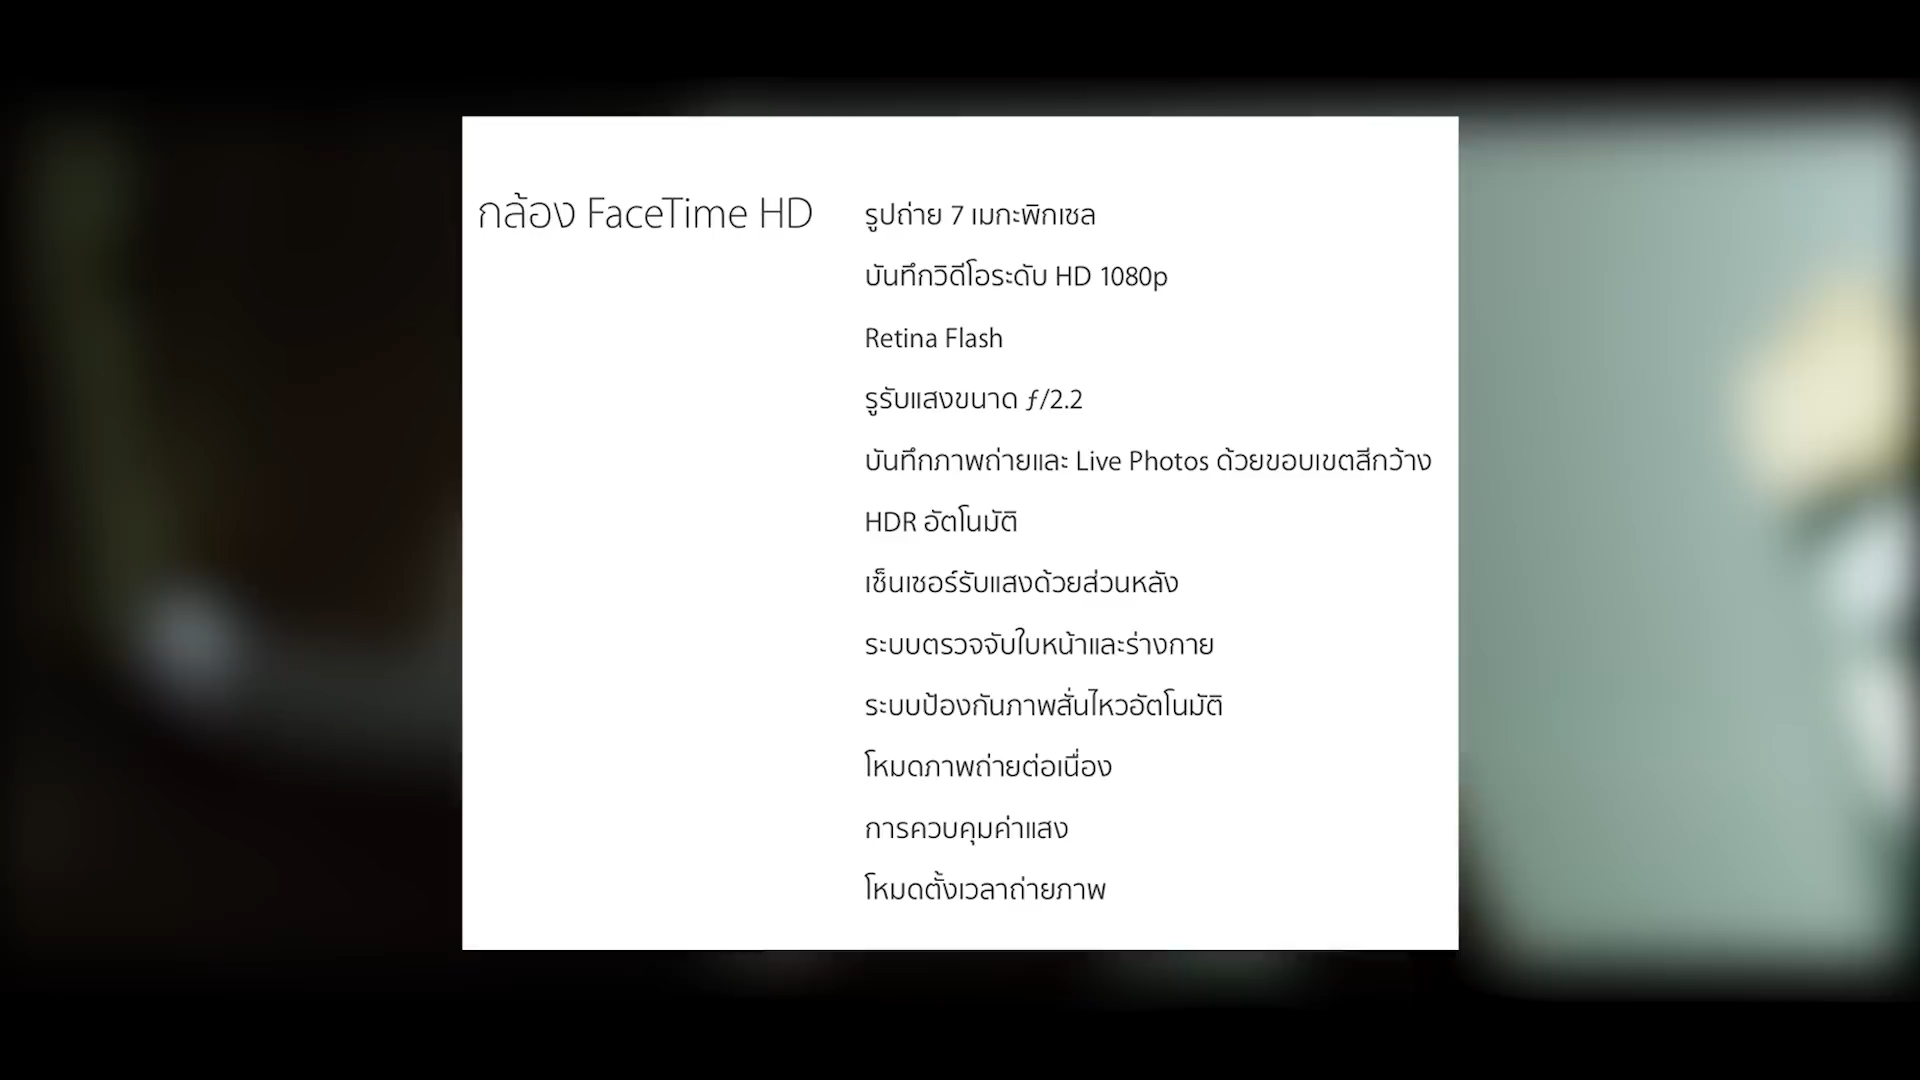 กล้อง FaceTime HD
รูปถ่าย 7 เมกะพิกเซล
บันทึกวิดีโอระดับ HD 1080p
Retina Flash
รูรับแสงขนาด ƒ/2.2
บันทึกภาพถ่ายและ Live Photos ด้วยขอบเขตสีกว้าง
HDR อัตโนมัติ
เซ็นเซอร์รับแสงด้วยส่วนหลัง
ระบบตรวจจับใบหน้าและร่างกาย
ระบบป้องกันภาพสั่นไหวอัตโนมัติ
โหมดภาพถ่ายต่อเนื่อง
การควบคุมค่าแสง
โหมดตั้งเวลาถ่ายภาพ